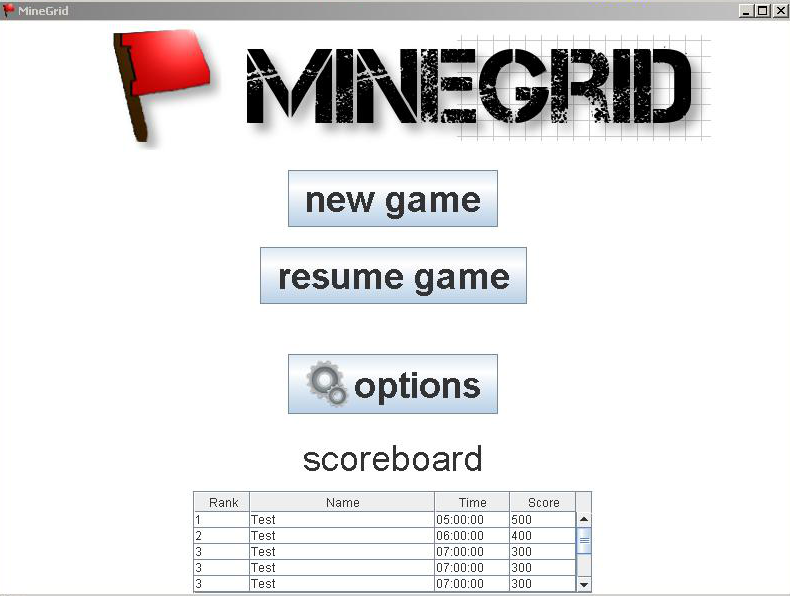 MineGrid
MINEGRID
new game
resume game
options
scoreboard
Rank Name Time Score
1 Test 05:00:00 500
2 Test 06:00:00 400
3 Test 07:00:00 300
3 Test 07:00:00 300
3 Test 07:00:00 300